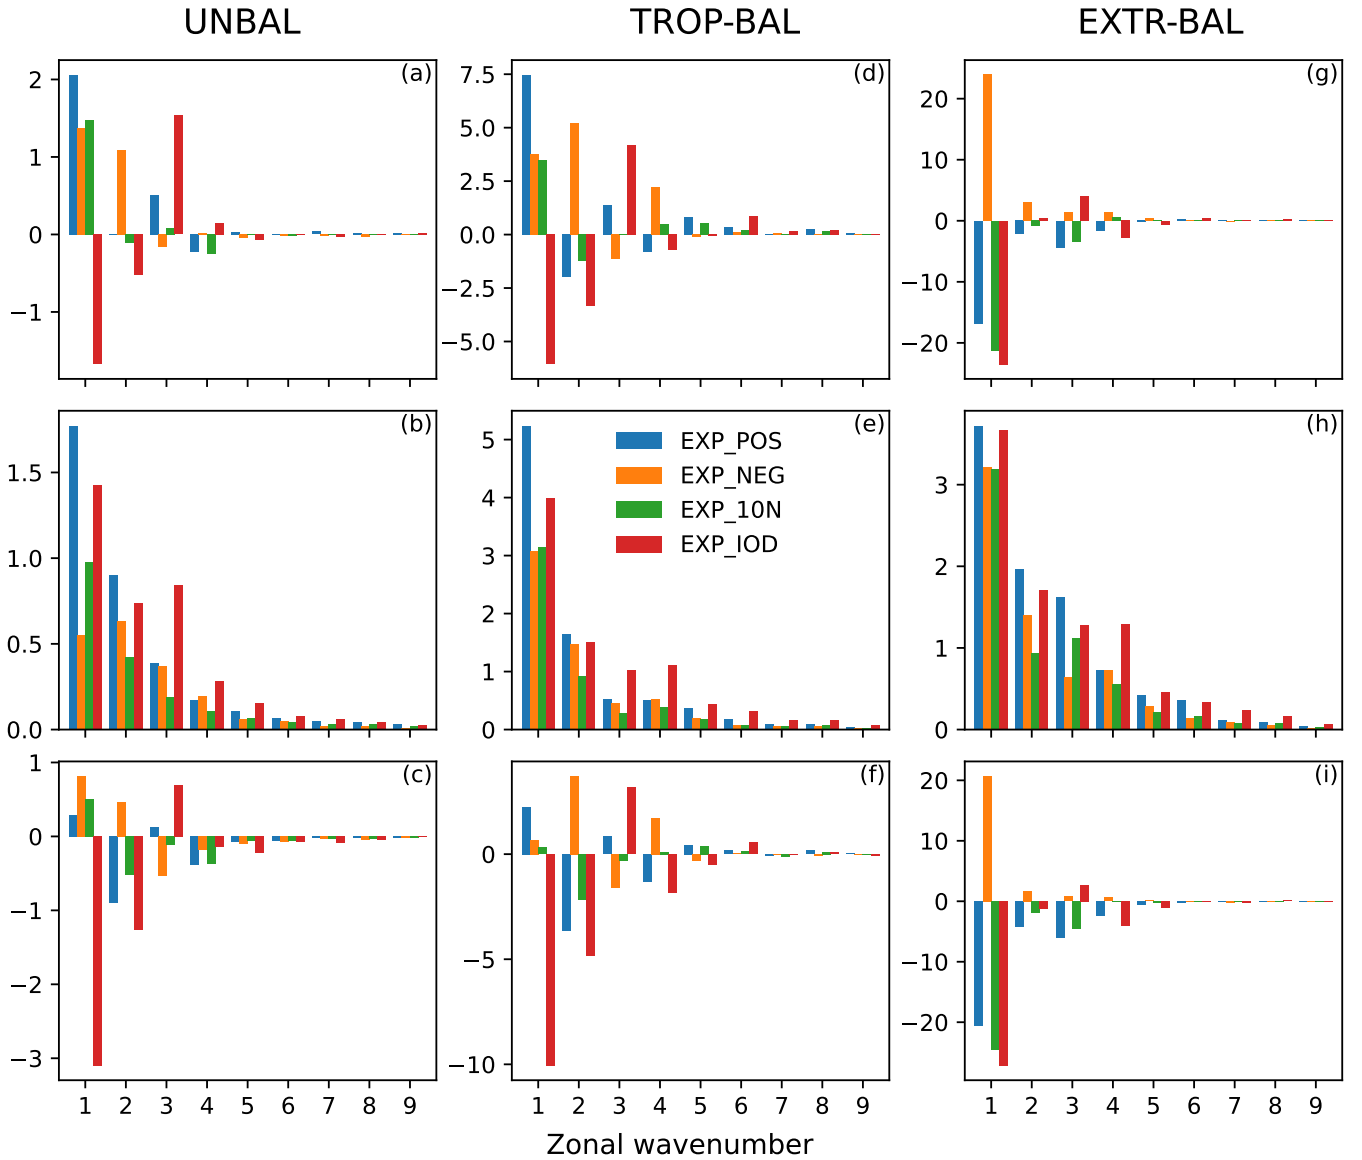 UNBAL TROP-BAL EXTR-BAL
(a) (d) (g)
2 1 0 −1
7.5 5.0 2.5 0.0 −2.5 −5.0
20 10 0 −10 −20
(b) (e) (h)
1.5 1.0 0.5 0.0
5 4 3 2 1 0
EXP_POS
EXP_NEG
EXP_10N
EXP_IOD
3 2 1 0
(c) (f) (i)
1 0 −1 −2 −3
0 −5 −10
20 10 0 −10 −20
1 2 3 4 5 6 7 8 9 1 2 3 4 5 6 7 8 9 1 2 3 4 5 6 7 8 9
Zonal wavenumber